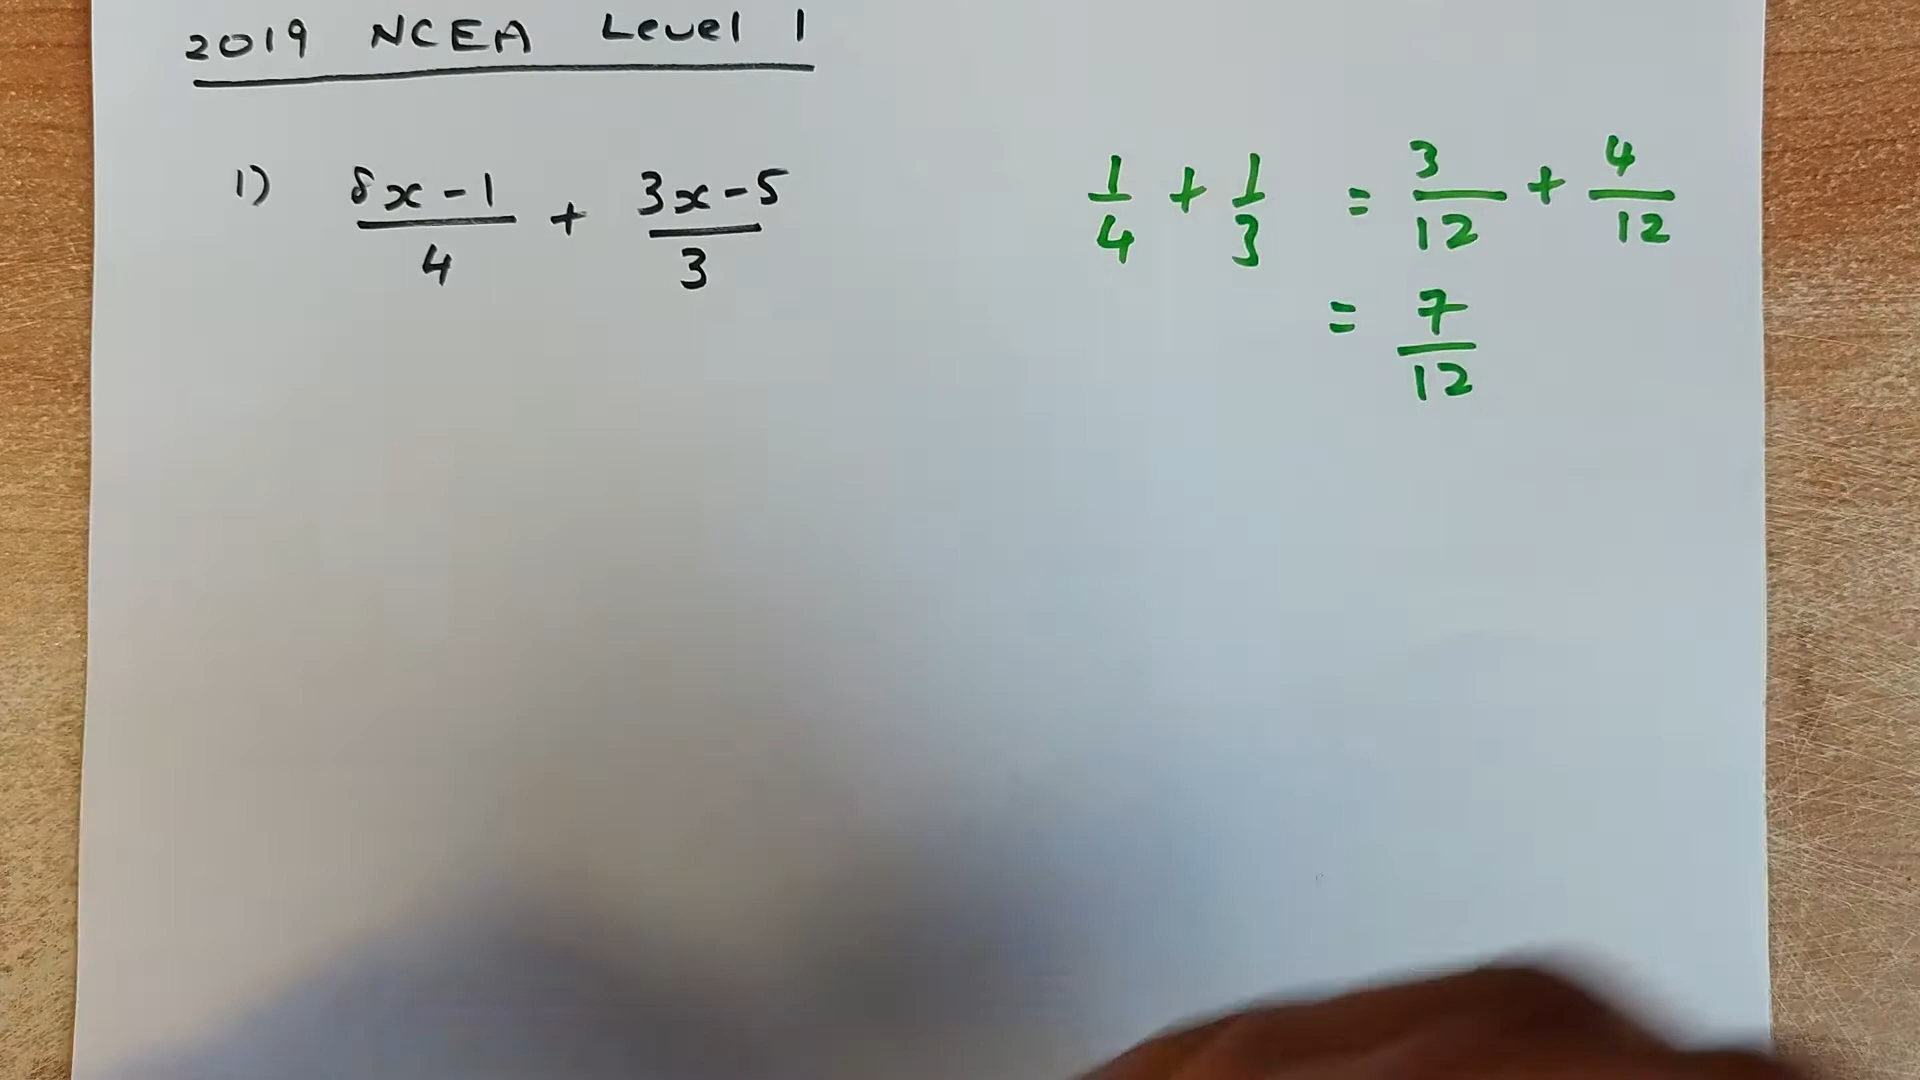 2019 NCEA Level 1
1) 8x-1/4 + 3x-5/3
1/4 + 1/3 = 3/12 + 4/12
= 7/12